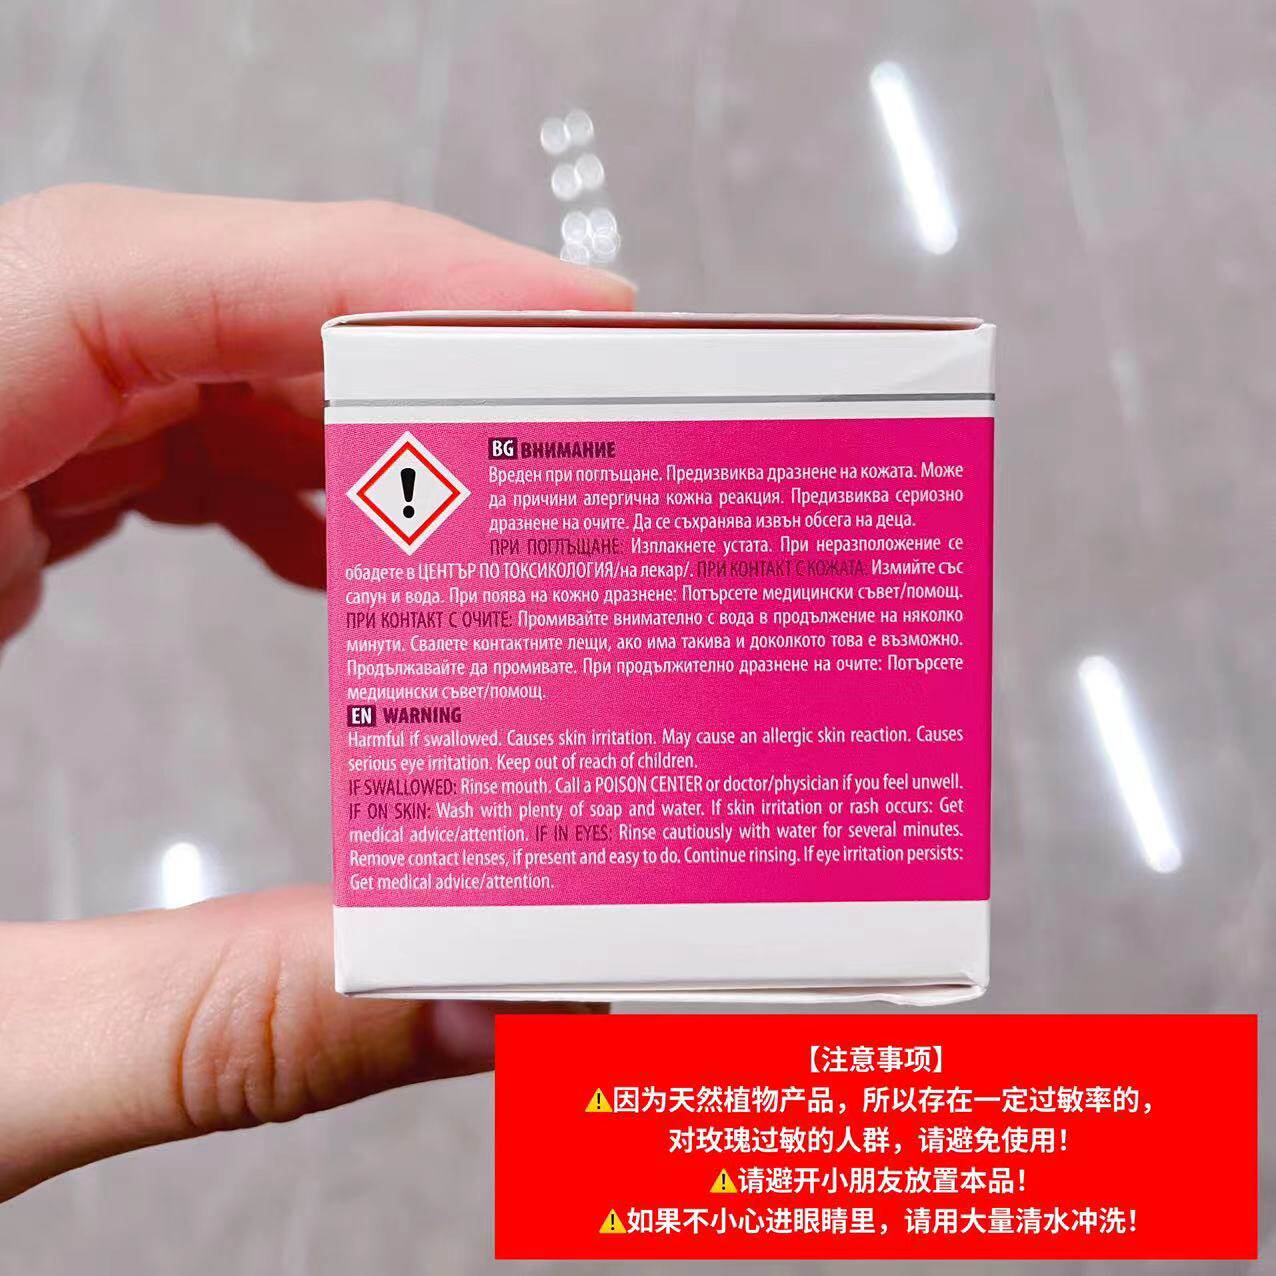 BG ВНИМАНИЕ
Вреден при поглъщане. Предизвиква дразнене на кожата. Може
да причини алергична кожна реакция. Предизвиква сериозно
дразнене на очите. Да се съхранява извън обсега на деца.
ПРИ ПОГЛЪЩАНЕ: Изплакнете устата. При неразположение се
обадете в ЦЕНТЪР ПО ТОКСИКОЛОГИЯ/на лекар/. ПРИ КОНТАКТ С КОЖАТА: Измийте със
сапун и вода. При поява на кожно дразнене: Потърсете медицински съвет/помощ.
ПРИ КОНТАКТ С ОЧИТЕ: Промивайте внимателно с вода в продължение на няколко
минути. Свалете контактните лещи, ако има такива и доколкото това е възможно.
Продължавайте да промивате. При продължително дразнене на очите: Потърсете
медицински съвет/помощ.
EN WARNING
Harmful if swallowed. Causes skin irritation. May cause an allergic skin reaction. Causes
serious eye irritation. Keep out of reach of children.
IF SWALLOWED: Rinse mouth. Call a POISON CENTER or doctor/physician if you feel unwell.
IF ON SKIN: Wash with plenty of soap and water. If skin irritation or rash occurs: Get
medical advice/attention. IF IN EYES: Rinse cautiously with water for several minutes.
Remove contact lenses, if present and easy to do. Continue rinsing. If eye irritation persists:
Get medical advice/attention.
【注意事项】
⚠️因为天然植物产品，所以存在一定过敏率的，
对玫瑰过敏的人群，请避免使用！
⚠️请避开小朋友放置本品！
⚠️如果不小心进眼睛里，请用大量清水冲洗！